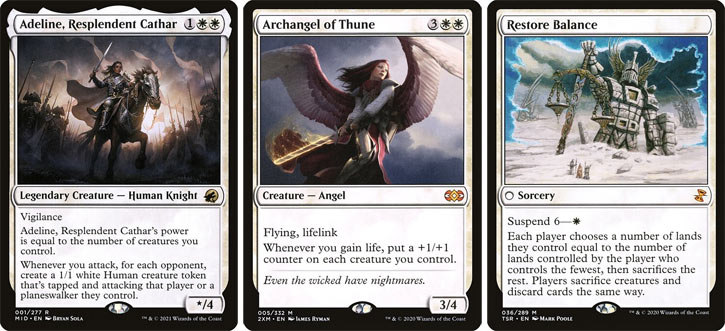 Adeline, Resplendent Cathar 1
Legendary Creature — Human Knight
Vigilance
Adeline, Resplendent Cathar's power
is equal to the number of creatures you
control.
Whenever you attack, for each opponent,
create a 1/1 white Human creature token
that's tapped and attacking that player or a
planeswalker they control.
*/4
001/277 R
MID • EN BRYAN SOLA
™ & © 2021 Wizards of the Coast
Archangel of Thune 3
Creature — Angel
Flying, lifelink
Whenever you gain life, put a +1/+1
counter on each creature you control.
Even the wicked have nightmares.
3/4
005/332 M
2XM • EN JAMES RYMAN
™ & © 2020 Wizards of the Coast
Restore Balance
Sorcery
Suspend 6—
Each player chooses a number of lands
they control equal to the number of
lands controlled by the player who
controls the fewest, then sacrifices the
rest. Players sacrifice creatures and
discard cards the same way.
036/289 M
TSR • EN MARK POOLE
™ & © 2020 Wizards of the Coast